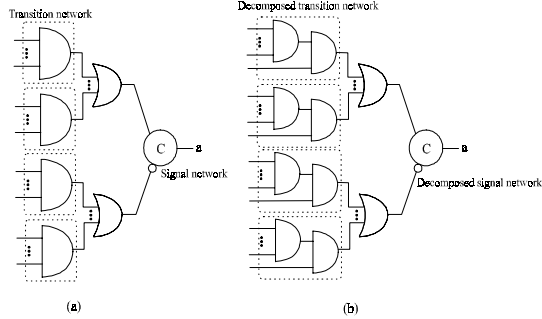 Transition network
Decomposed transition network
C
a
Signal network
C
a
Decomposed signal network
(a)
(b)